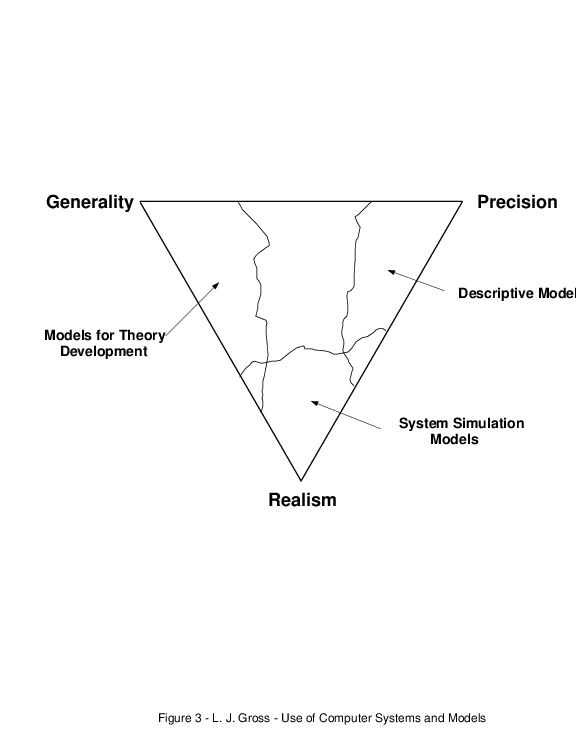 Generality
Precision
Descriptive Model
Models for Theory
Development
System Simulation
Models
Realism
Figure 3 - L. J. Gross - Use of Computer Systems and Models